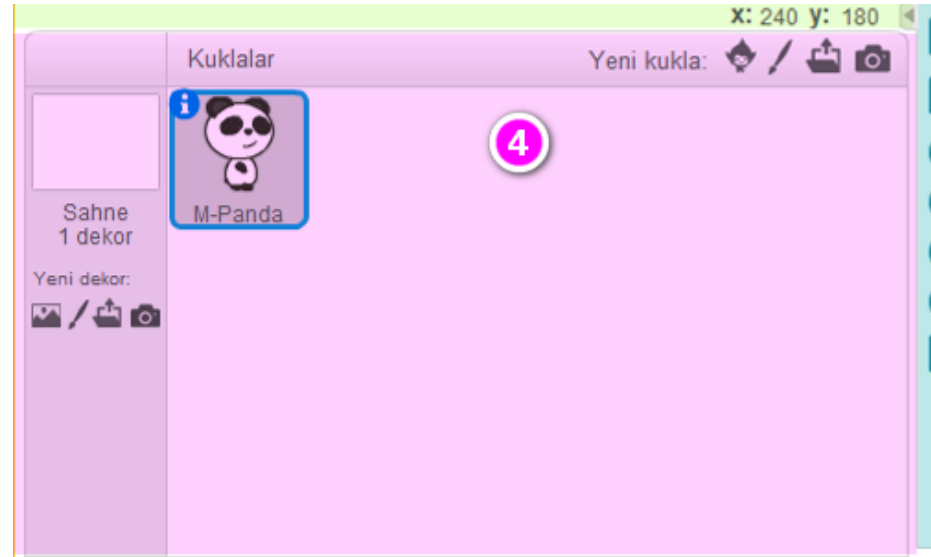 x: 240 y: 180
Kuklalar
Yeni kukla:
4
M-Panda
Sahne
1 dekor
Yeni dekor: